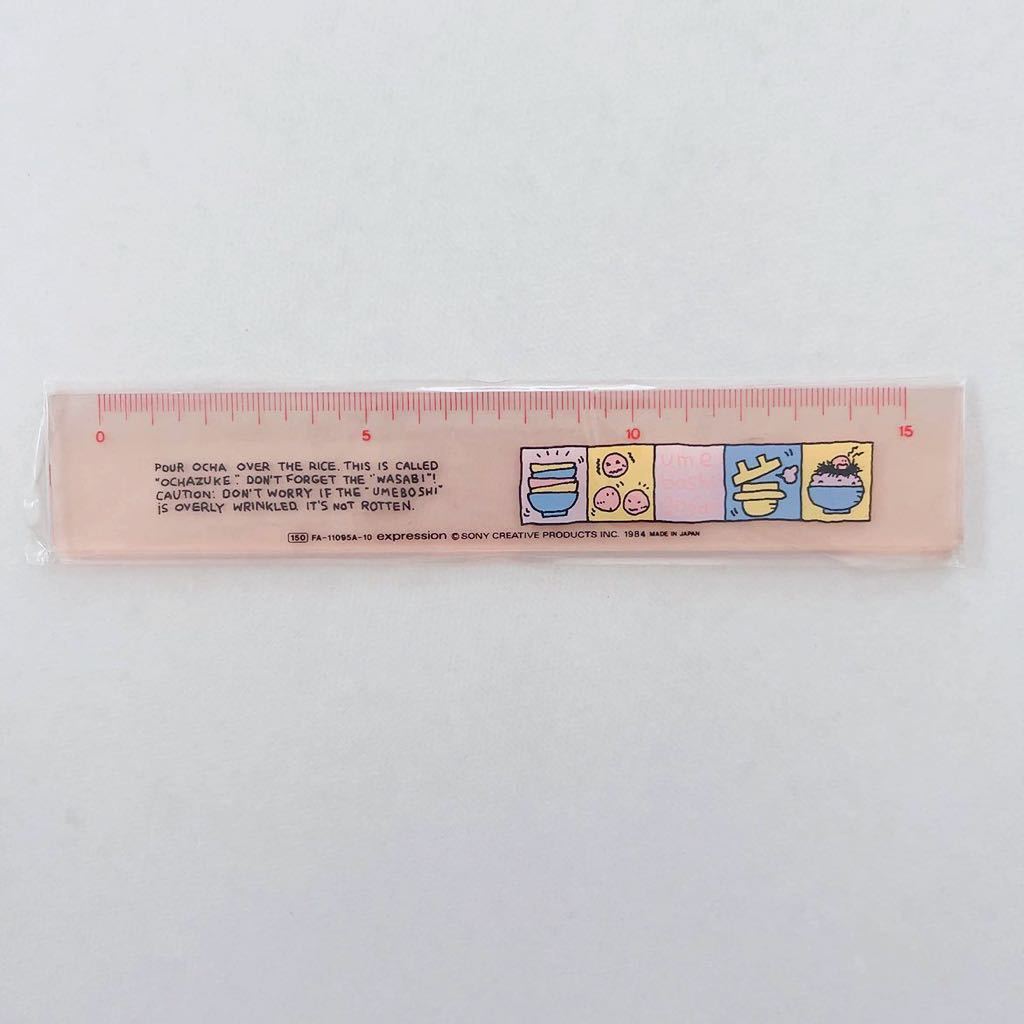 0 5 10 15
POUR OCHA OVER THE RICE. THIS IS CALLED
"OCHAZUKE." DON'T FORGET THE "WASABI"!
CAUTION: DON'T WORRY IF THE "UMEBOSHI"
IS OVERLY WRINKLED. IT'S NOT ROTTEN.
ume
boshi
150 FA-11095A-10 expression © SONY CREATIVE PRODUCTS INC. 1984 MADE IN JAPAN